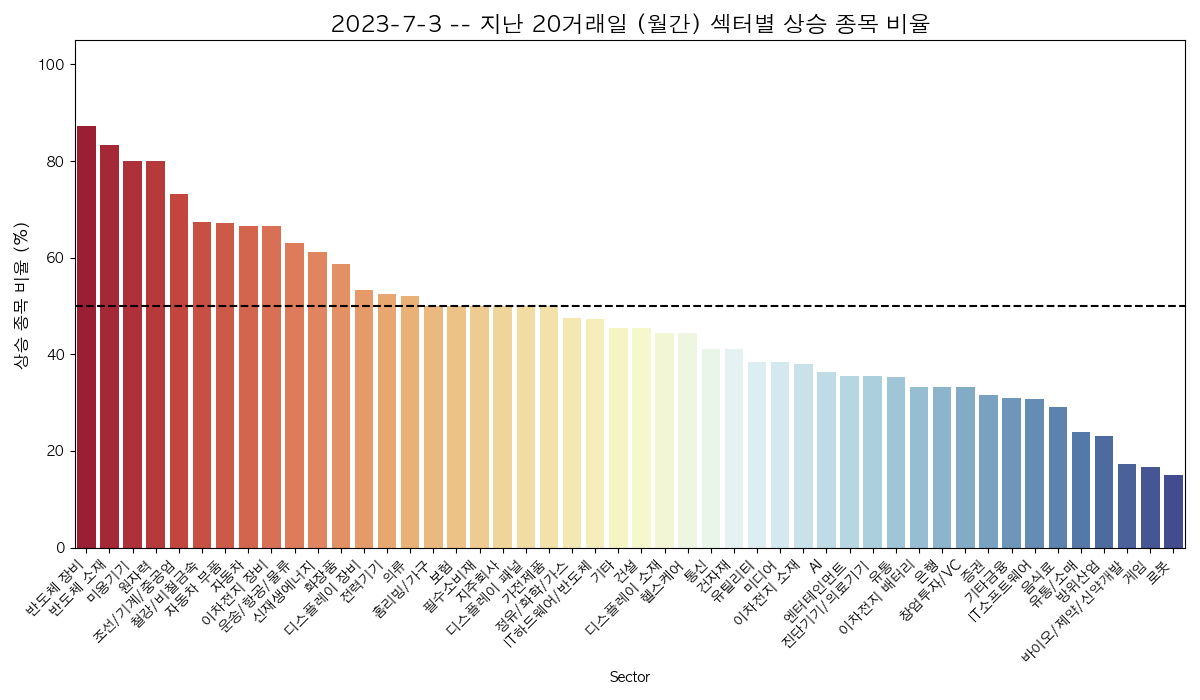 2023-7-3 -- 지난 20거래일 (월간) 섹터별 상승 종목 비율
상승 종목 비율 (%)
100
80
60
40
20
0
반도체 장비
반도체 소재
미용기기
원자력
조선/기계/중공업
철강/비철금속
자동차 부품
자동차
이차전지 장비
운송/항공/물류
신재생에너지
화장품
디스플레이 장비
전력기기
의류
홈리빙/가구
보험
필수소비재
지주회사
디스플레이 패널
가전제품
정유/화학/가스
IT하드웨어/반도체
기타
건설
디스플레이 소재
헬스케어
통신
건자재
유틸리티
미디어
이차전지 소재
AI
엔터테인먼트
진단기기/의료기기
유통
이차전지 배터리
은행
창업투자/VC
증권
기타금융
IT소프트웨어
음식료
유통/소매
방위산업
바이오/제약/신약개발
게임
로봇
Sector